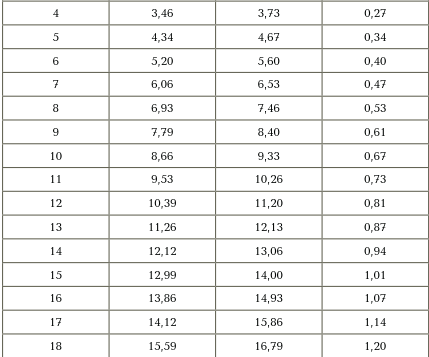 4 3,46 3,73 0,27
5 4,34 4,67 0,34
6 5,20 5,60 0,40
7 6,06 6,53 0,47
8 6,93 7,46 0,53
9 7,79 8,40 0,61
10 8,66 9,33 0,67
11 9,53 10,26 0,73
12 10,39 11,20 0,81
13 11,26 12,13 0,87
14 12,12 13,06 0,94
15 12,99 14,00 1,01
16 13,86 14,93 1,07
17 14,12 15,86 1,14
18 15,59 16,79 1,20